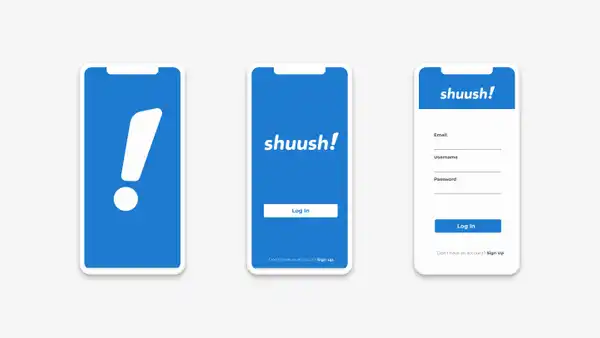 !
shuush!
Log In
Don't have an account? Sign up
shuush!
Email
Username
Password
Log In
Don't have an account? Sign up